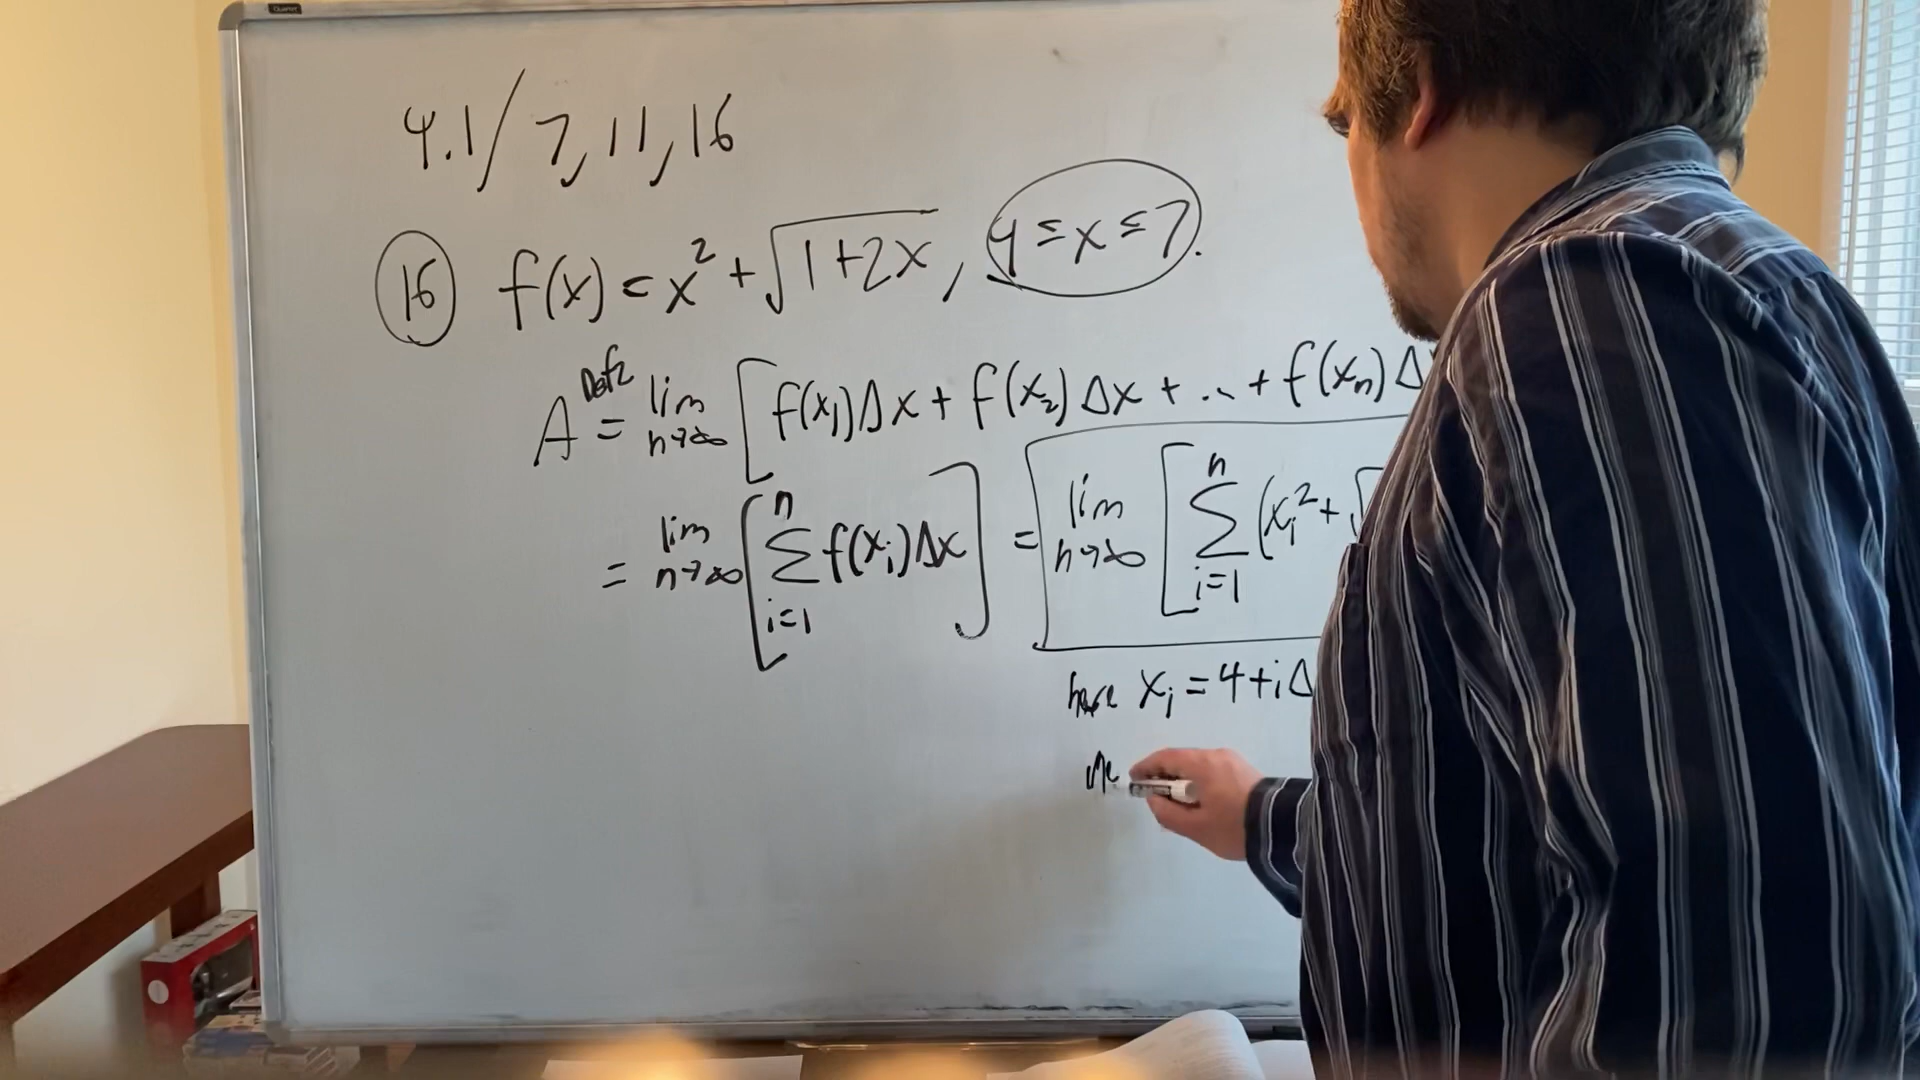 4.1/7, 11, 16
16 f(x) = x² + √1+2x, 4 ≤ x ≤ 7.
A Def2 = lim n→∞ [f(x₁)Δx + f(x₂)Δx + ... + f(xₙ)Δ
= lim n→∞ [n Σ i=1 f(xᵢ)Δx] = lim n→∞ [n Σ i=1 (xᵢ² + √
xᵢ = 4+iΔ